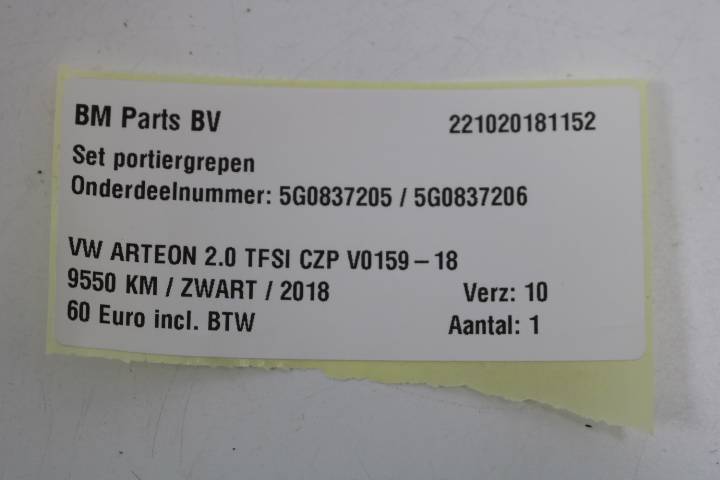 BM Parts BV 221020181152
Set portiergrepen
Onderdeelnummer: 5G0837205 / 5G0837206
VW ARTEON 2.0 TFSI CZP V0159-18
9550 KM / ZWART / 2018 Verz: 10
60 Euro incl. BTW Aantal: 1